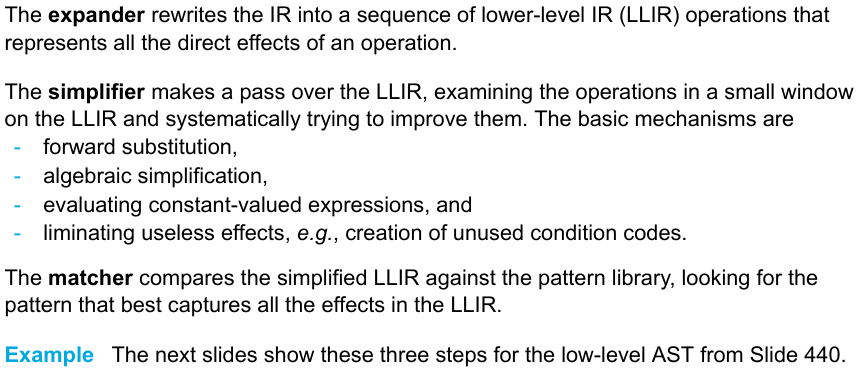 The expander rewrites the IR into a sequence of lower-level IR (LLIR) operations that
represents all the direct effects of an operation.
The simplifier makes a pass over the LLIR, examining the operations in a small window
on the LLIR and systematically trying to improve them. The basic mechanisms are
- forward substitution,
- algebraic simplification,
- evaluating constant-valued expressions, and
- liminating useless effects, e.g., creation of unused condition codes.
The matcher compares the simplified LLIR against the pattern library, looking for the
pattern that best captures all the effects in the LLIR.
Example The next slides show these three steps for the low-level AST from Slide 440.